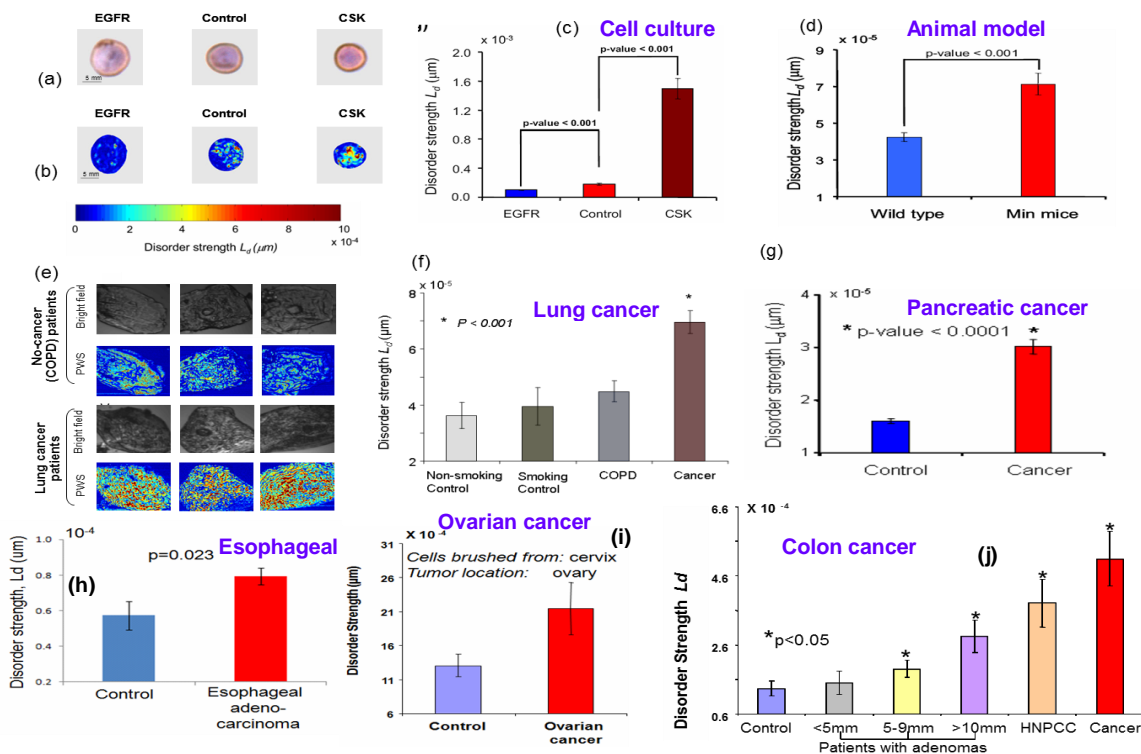 EGFR Control CSK
(a)
5 mm
EGFR Control CSK
(b)
5 mm
0 2 4 6 8 10
x 10⁻⁴
Disorder strength L_d (μm)
(c) Cell culture
x 10⁻³
Disorder strength L_d (μm)
2.0
1.6
1.2
0.8
0.4
0.0
p-value < 0.001
p-value < 0.001
EGFR Control CSK
(d) Animal model
x 10⁻⁵
Disorder strength L_d (μm)
9
7
5
3
1
p-value < 0.001
Wild type Min mice
(e)
No-cancer
(COPD) patients
Bright field
PWS
Lung cancer
patients
Bright field
PWS
(f)
x 10⁻⁵
Lung cancer
Disorder strength L_d (μm)
8
6
4
2
* P < 0.001
*
Non-smoking
Control
Smoking
Control
COPD
Cancer
(g)
x 10⁻⁵
Pancreatic cancer
Disorder strength L_d (μm)
4
3
2
1
* p-value < 0.0001
*
Control Cancer
10⁻⁴
Esophageal
(h)
Disorder strength, Ld (um)
1.0
0.8
0.6
0.4
0.2
p=0.023
Control
Esophageal
adeno-
carcinoma
Ovarian cancer
(i)
X 10⁻⁴
Cells brushed from: cervix
Tumor location: ovary
Disorder Strength (μm)
31
26
21
16
11
6
Control
Ovarian
cancer
X 10⁻⁴
Colon cancer
(j)
Disorder Strength Ld
6.6
4.6
2.6
0.6
*p<0.05
*
*
*
*
Control <5mm 5-9mm >10mm HNPCC Cancer
Patients with adenomas